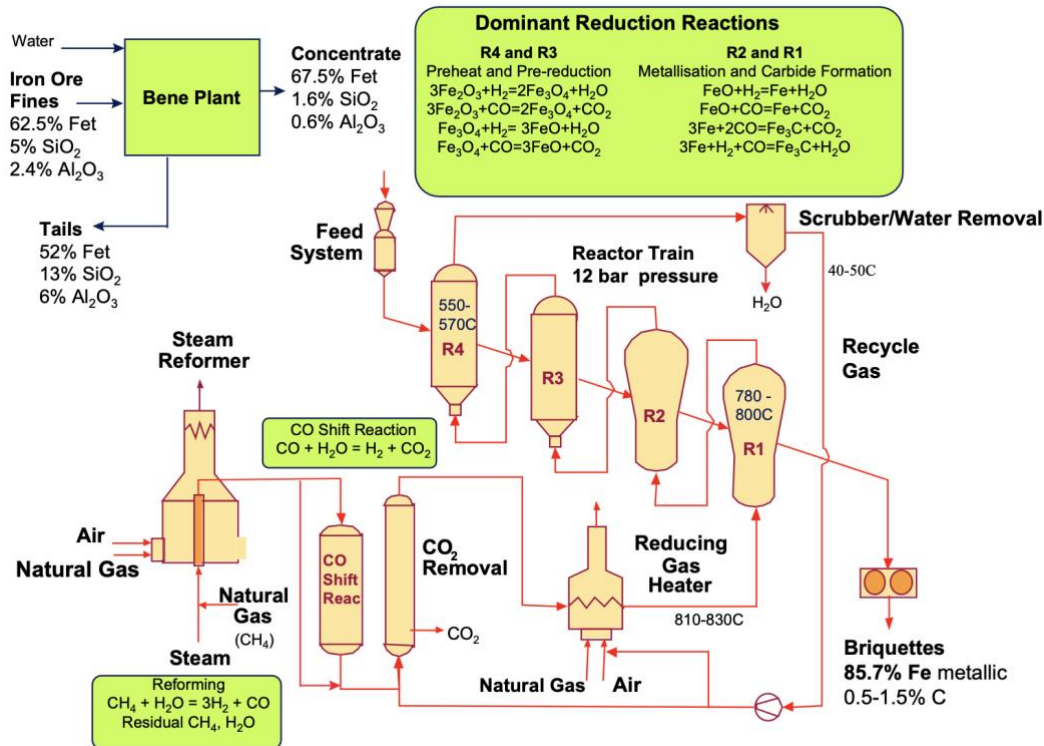 Water
Iron Ore
Fines
62.5% Fet
5% SiO₂
2.4% Al₂O₃
Bene Plant
Concentrate
67.5% Fet
1.6% SiO₂
0.6% Al₂O₃
Tails
52% Fet
13% SiO₂
6% Al₂O₃
Dominant Reduction Reactions
R4 and R3
Preheat and Pre-reduction
3Fe₂O₃+H₂=2Fe₃O₄+H₂O
3Fe₂O₃+CO=2Fe₃O₄+CO₂
Fe₃O₄+H₂= 3FeO+H₂O
Fe₃O₄+CO=3FeO+CO₂
R2 and R1
Metallisation and Carbide Formation
FeO+H₂=Fe+H₂O
FeO+CO=Fe+CO₂
3Fe+2CO=Fe₃C+CO₂
3Fe+H₂+CO=Fe₃C+H₂O
Feed
System
550-
570C
R4
R3
R2
780 -
800C
R1
Reactor Train
12 bar pressure
Scrubber/Water Removal
40-50C
H₂O
Recycle
Gas
Steam
Reformer
Air
Natural Gas
Natural
Gas
(CH₄)
Steam
Reforming
CH₄ + H₂O = 3H₂ + CO
Residual CH₄, H₂O
CO Shift Reaction
CO + H₂O = H₂ + CO₂
CO
Shift
Reac
CO₂
Removal
CO₂
Reducing
Gas
Heater
810-830C
Natural Gas
Air
Briquettes
85.7% Fe metallic
0.5-1.5% C